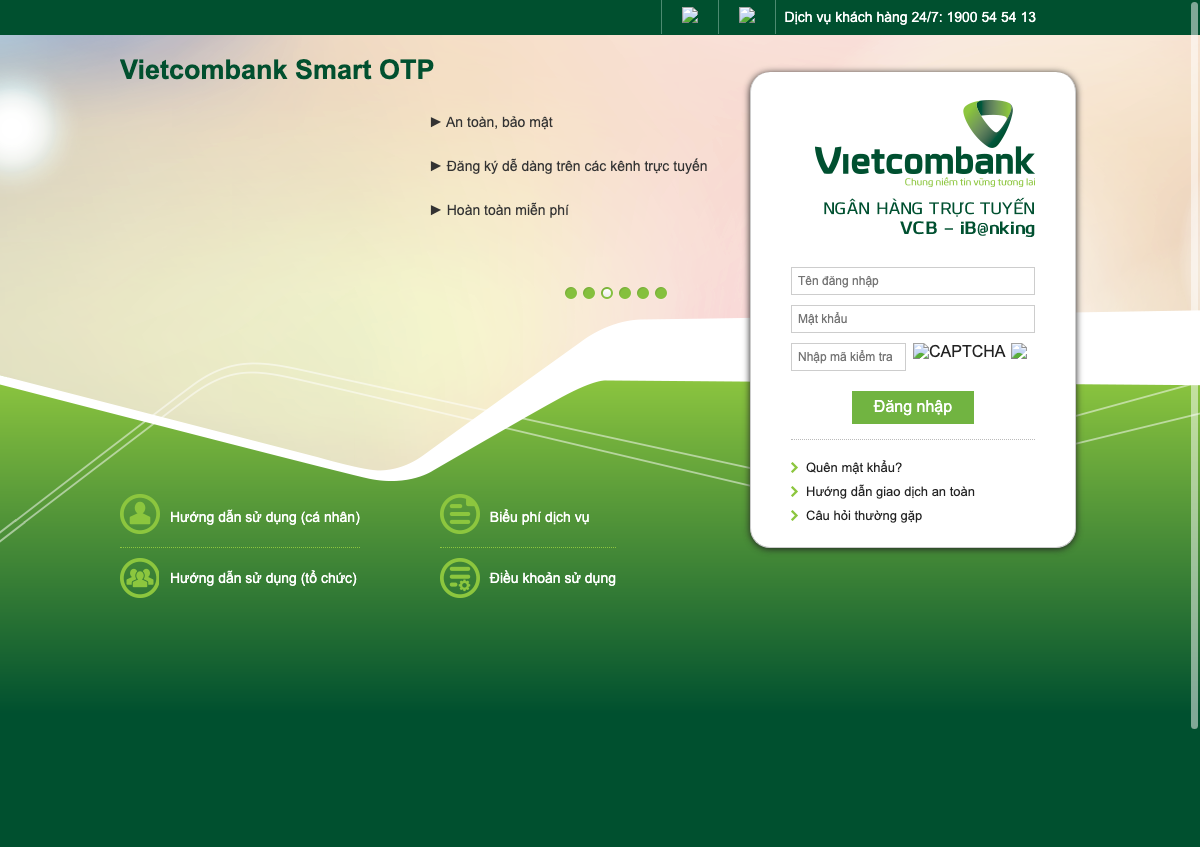 Dịch vụ khách hàng 24/7: 1900 54 54 13
Vietcombank Smart OTP
► An toàn, bảo mật
► Đăng ký dễ dàng trên các kênh trực tuyến
► Hoàn toàn miễn phí
Vietcombank
Chung niềm tin vững tương lai
NGÂN HÀNG TRỰC TUYẾN
VCB – iB@nking
Tên đăng nhập
Mật khẩu
Nhập mã kiểm tra
CAPTCHA
Đăng nhập
Quên mật khẩu?
Hướng dẫn giao dịch an toàn
Câu hỏi thường gặp
Hướng dẫn sử dụng (cá nhân)
Biểu phí dịch vụ
Hướng dẫn sử dụng (tổ chức)
Điều khoản sử dụng